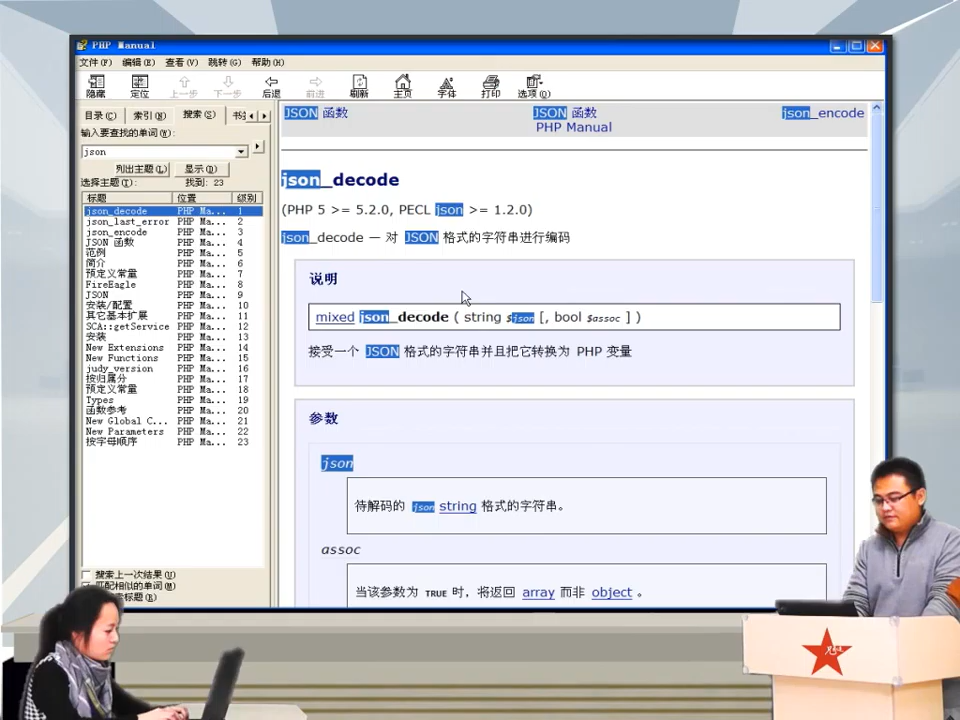 PHP Manual
文件(F) 编辑(E) 查看(V) 跳转(G) 帮助(H)
隐藏 定位 上一步 下一步 后退 前进 刷新 主页 字体 打印 选项(O)
目录(C) 索引(N) 搜索(S)
输入要查找的单词(W):
json
列出主题(L) 显示(D)
选择主题(T): 找到: 23
标题 位置 级别
json_decode PHP Ma... 1
json_last_error PHP Ma... 2
json_encode PHP Ma... 3
JSON 函数 PHP Ma... 4
范例 PHP Ma... 5
简介 PHP Ma... 6
预定义常量 PHP Ma... 7
FireEagle PHP Ma... 8
JSON PHP Ma... 9
安装/配置 PHP Ma... 10
其它基本扩展 PHP Ma... 11
SCA::getService PHP Ma... 12
安装 PHP Ma... 13
New Extensions PHP Ma... 14
New Functions PHP Ma... 15
judy_version PHP Ma... 16
按归属分 PHP Ma... 17
预定义常量 PHP Ma... 18
Types PHP Ma... 19
函数参考 PHP Ma... 20
New Global C... PHP Ma... 21
New Parameters PHP Ma... 22
按字母顺序 PHP Ma... 23
搜索上一次结果(U)
匹配相似的单词(M)
标题(R)
JSON 函数 JSON 函数 json_encode
PHP Manual
json_decode
(PHP 5 >= 5.2.0, PECL json >= 1.2.0)
json_decode — 对 JSON 格式的字符串进行编码
说明
mixed json_decode ( string $json [, bool $assoc ] )
接受一个 JSON 格式的字符串并且把它转换为 PHP 变量
参数
json
待解码的 json string 格式的字符串。
assoc
当该参数为 TRUE 时，将返回 array 而非 object 。